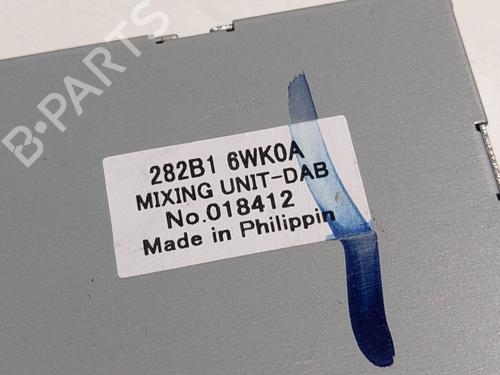 B-PARTS
282B1 6WK0A
MIXING UNIT-DAB
No.018412
Made in Philippin